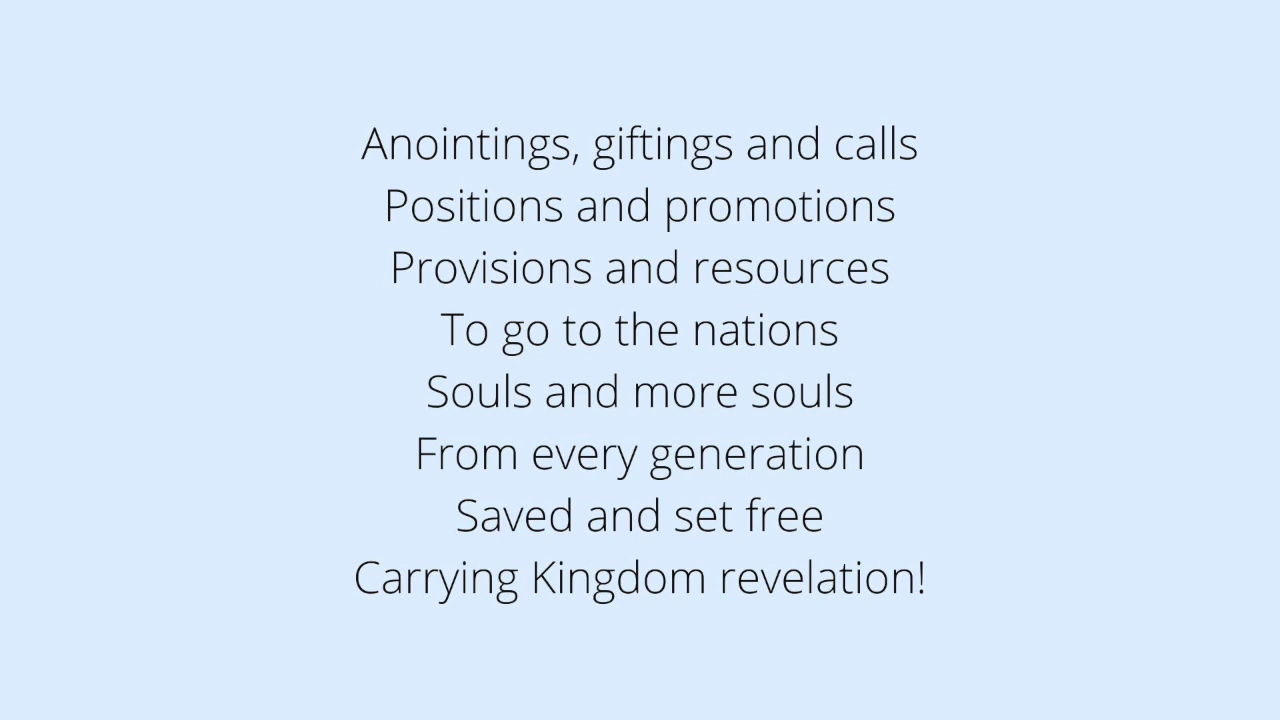 Anointings, giftings and calls
Positions and promotions
Provisions and resources
To go to the nations
Souls and more souls
From every generation
Saved and set free
Carrying Kingdom revelation!